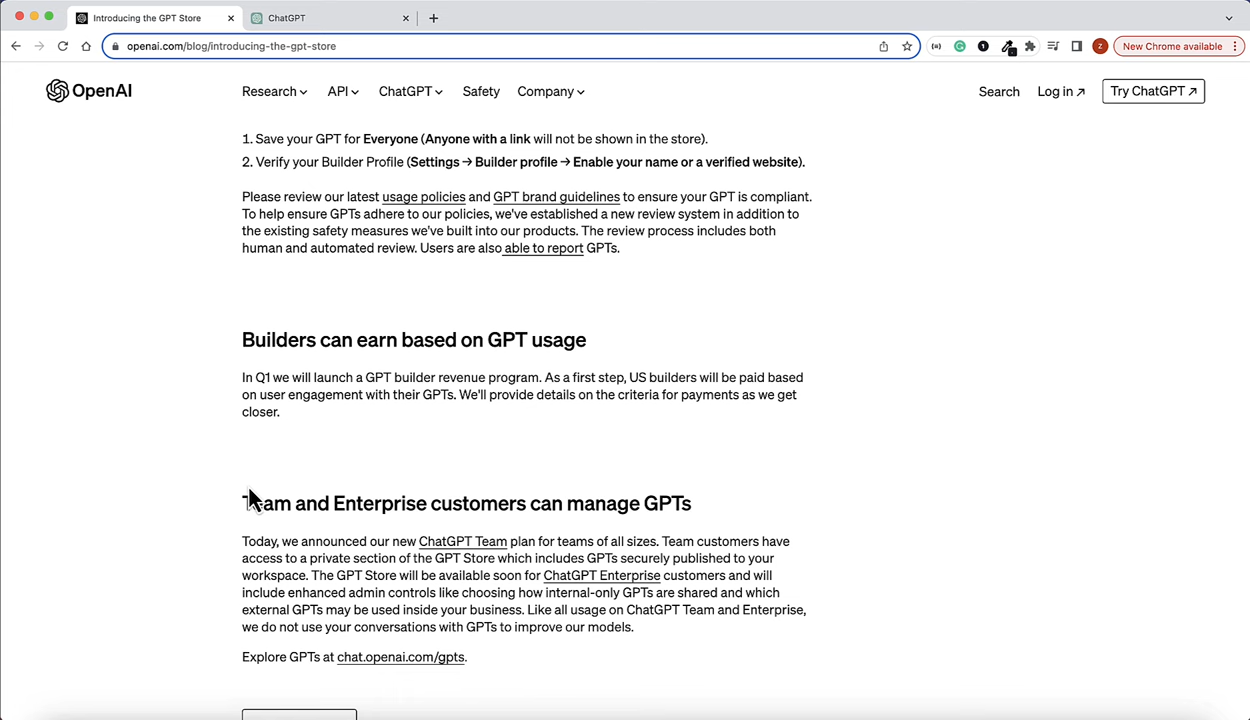 Introducing the GPT Store
ChatGPT
openai.com/blog/introducing-the-gpt-store
New Chrome available
OpenAI
Research
API
ChatGPT
Safety
Company
Search
Log in ↗
Try ChatGPT ↗
1. Save your GPT for Everyone (Anyone with a link will not be shown in the store).
2. Verify your Builder Profile (Settings → Builder profile → Enable your name or a verified website).
Please review our latest usage policies and GPT brand guidelines to ensure your GPT is compliant.
To help ensure GPTs adhere to our policies, we've established a new review system in addition to
the existing safety measures we've built into our products. The review process includes both
human and automated review. Users are also able to report GPTs.
Builders can earn based on GPT usage
In Q1 we will launch a GPT builder revenue program. As a first step, US builders will be paid based
on user engagement with their GPTs. We'll provide details on the criteria for payments as we get
closer.
Team and Enterprise customers can manage GPTs
Today, we announced our new ChatGPT Team plan for teams of all sizes. Team customers have
access to a private section of the GPT Store which includes GPTs securely published to your
workspace. The GPT Store will be available soon for ChatGPT Enterprise customers and will
include enhanced admin controls like choosing how internal-only GPTs are shared and which
external GPTs may be used inside your business. Like all usage on ChatGPT Team and Enterprise,
we do not use your conversations with GPTs to improve our models.
Explore GPTs at chat.openai.com/gpts.